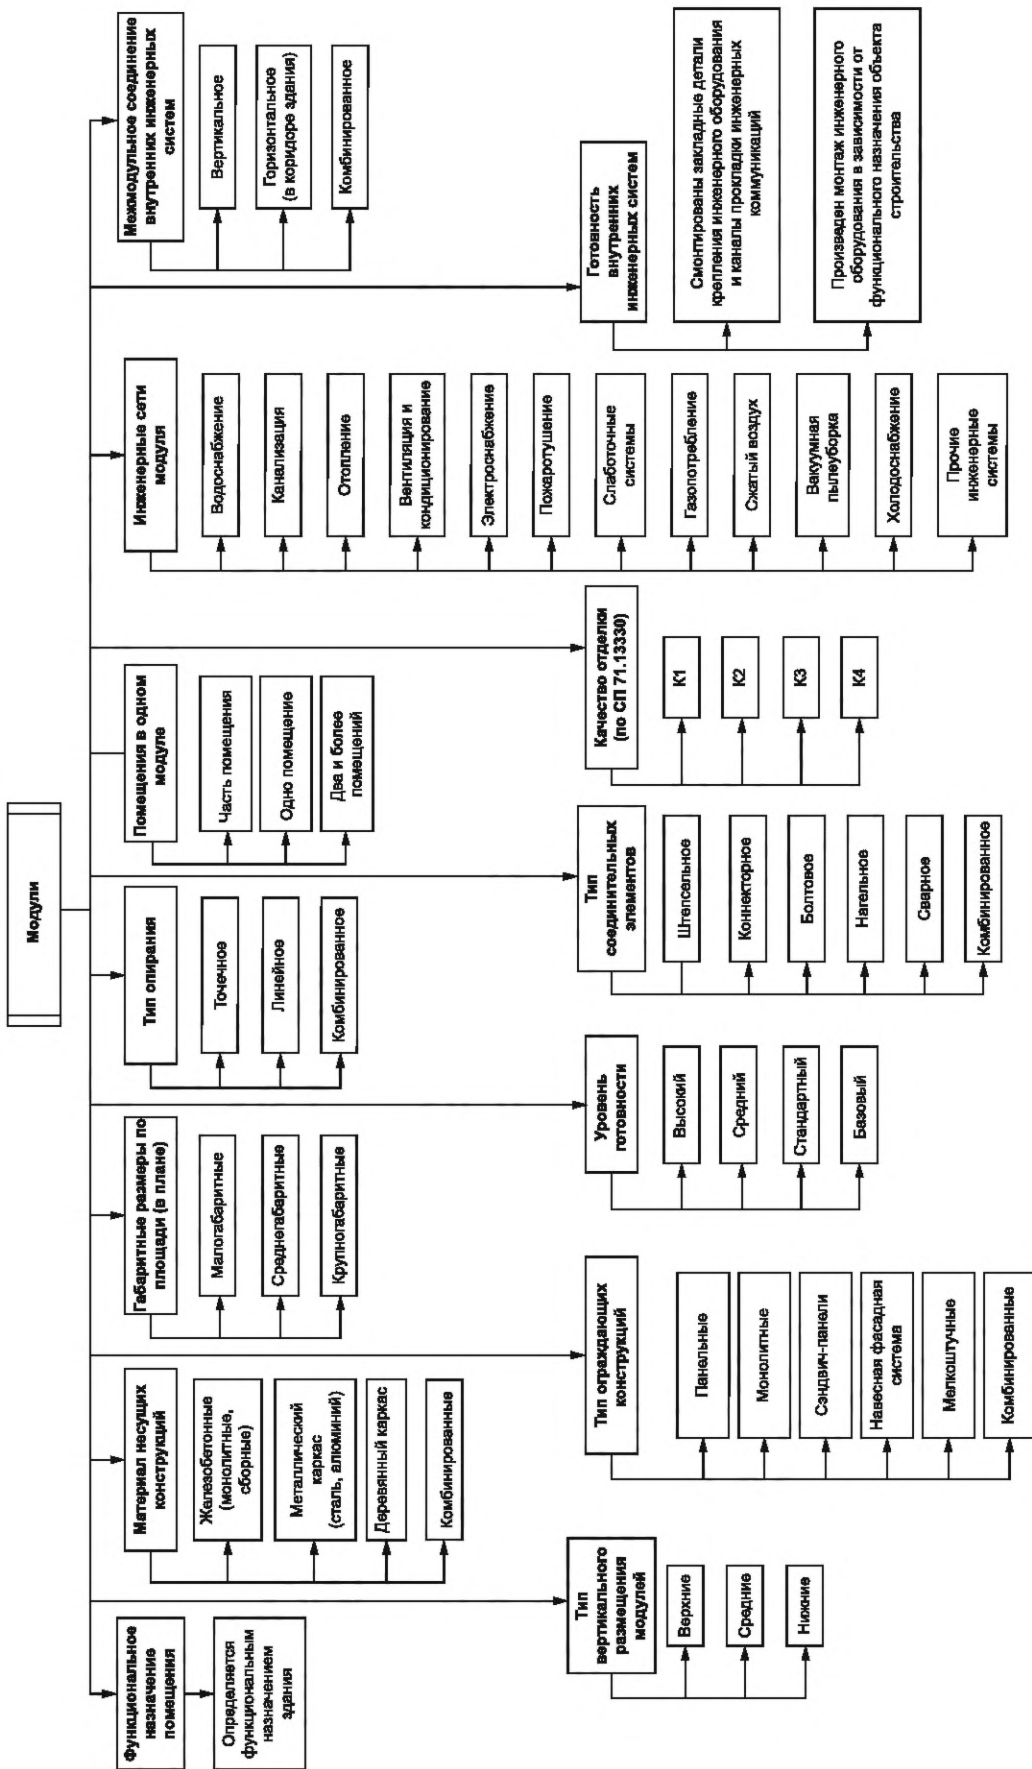 Модули
Функциональное
назначение
помещения
Определяется
функциональным
назначением
здания
Материал несущих
конструкций
Железобетонные
(монолитные,
сборные)
Металлический
каркас
(сталь, алюминий)
Деревянный каркас
Комбинированные
Габаритные размеры по
площади (в плане)
Малогабаритные
Среднегабаритные
Крупногабаритные
Тип опирания
Точечное
Линейное
Комбинированное
Помещения в одном
модуле
Часть помещения
Одно помещение
Два и более
помещений
Инженерные сети
модуля
Водоснабжение
Канализация
Отопление
Вентиляция и
кондиционирование
Электроснабжение
Пожаротушение
Слаботочные
системы
Газопотребление
Сжатый воздух
Вакуумная
пылеуборка
Холодоснабжение
Прочие
инженерные
системы
Межмодульное соединение
внутренних инженерных
систем
Вертикальное
Горизонтальное
(в коридоре здания)
Комбинированное
Тип
вертикального
размещения
модулей
Верхние
Средние
Нижние
Тип ограждающих
конструкций
Панельные
Монолитные
Сэндвич-панели
Навесная фасадная
система
Мелкоштучные
Комбинированные
Уровень
готовности
Высокий
Средний
Стандартный
Базовый
Тип
соединительных
элементов
Штепсельное
Коннекторное
Болтовое
Нагельное
Сварное
Комбинированное
Качество отделки
(по СП 71.13330)
К1
К2
К3
К4
Готовность
внутренних
инженерных систем
Смонтированы закладные детали
крепления инженерного оборудования
и каналы прокладки инженерных
коммуникаций
Произведен монтаж инженерного
оборудования в зависимости от
функционального назначения объекта
строительства